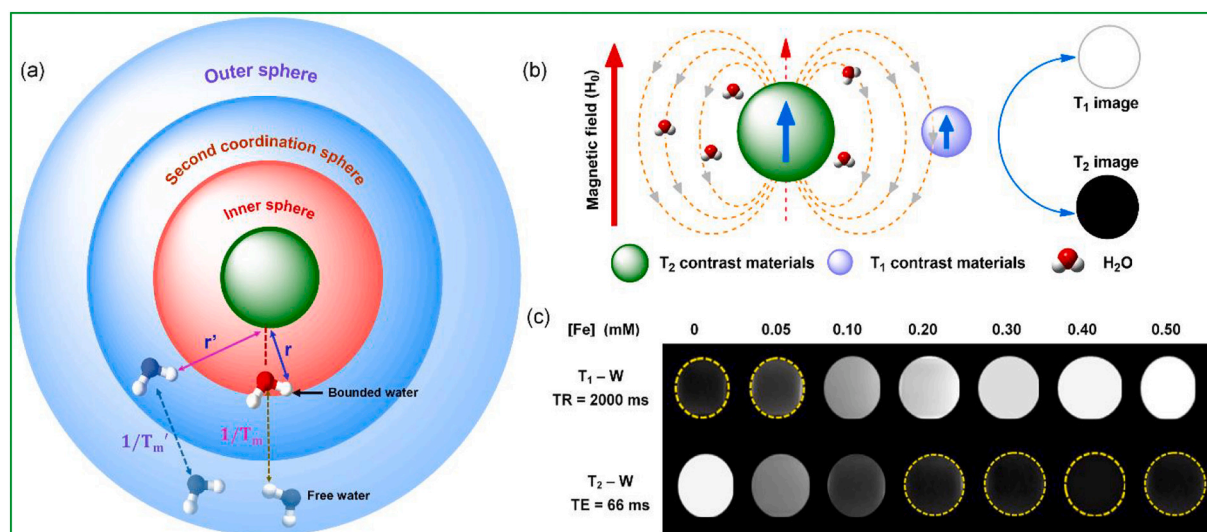 (a)
Outer sphere
Second coordination sphere
Inner sphere
r'
r
Bounded water
1/Tm′
1/Tm
Free water
(b)
Magnetic field (H₀)
T₁ image
T₂ image
T₂ contrast materials
T₁ contrast materials
H₂O
(c)
[Fe] (mM) 0 0.05 0.10 0.20 0.30 0.40 0.50
T₁ – W
TR = 2000 ms
T₂ – W
TE = 66 ms